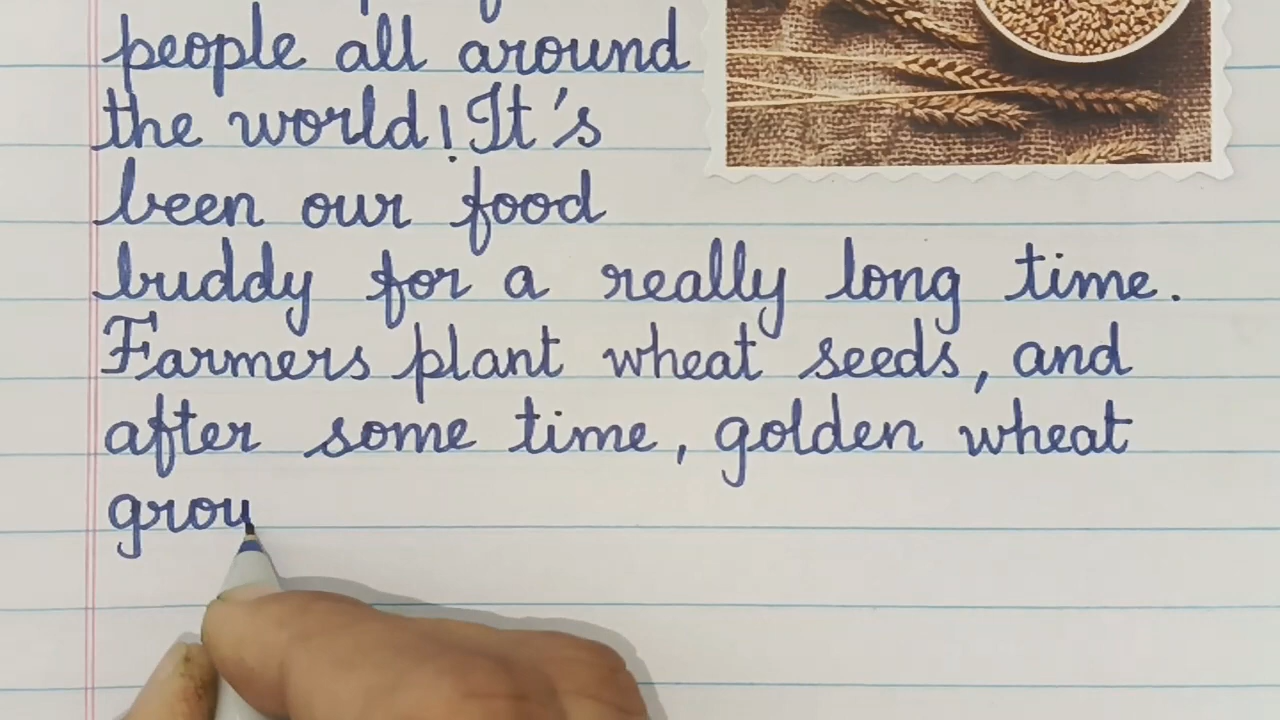 people all around
the world! It's
been our food
buddy for a really long time.
Farmers plant wheat seeds, and
after some time, golden wheat
grou